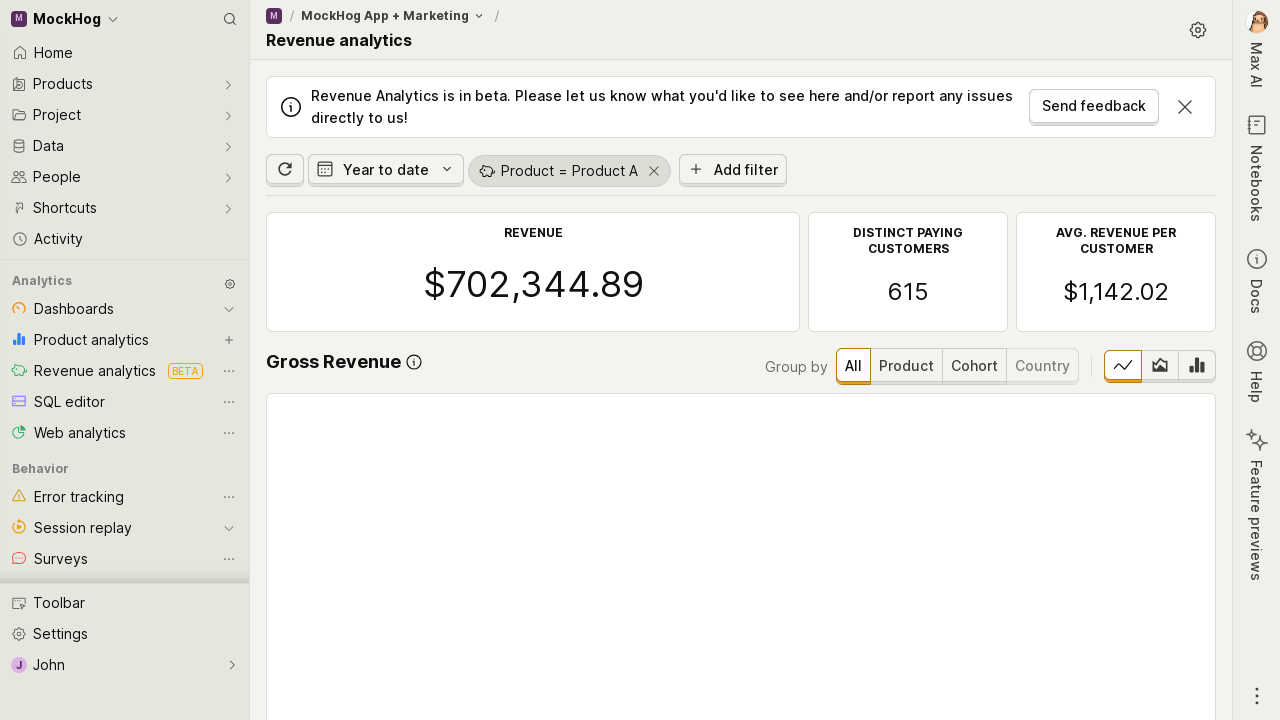 M MockHog
Home
Products
Project
Data
People
Shortcuts
Activity
Analytics
Dashboards
Product analytics
Revenue analytics BETA
SQL editor
Web analytics
Behavior
Error tracking
Session replay
Surveys
Toolbar
Settings
J John
M / MockHog App + Marketing /
Revenue analytics
Revenue Analytics is in beta. Please let us know what you'd like to see here and/or report any issues
directly to us!
Send feedback
Year to date
Product = Product A
Add filter
REVENUE
$702,344.89
DISTINCT PAYING
CUSTOMERS
615
AVG. REVENUE PER
CUSTOMER
$1,142.02
Gross Revenue
Group by All Product Cohort Country
Max AI
Notebooks
Docs
Help
Feature previews